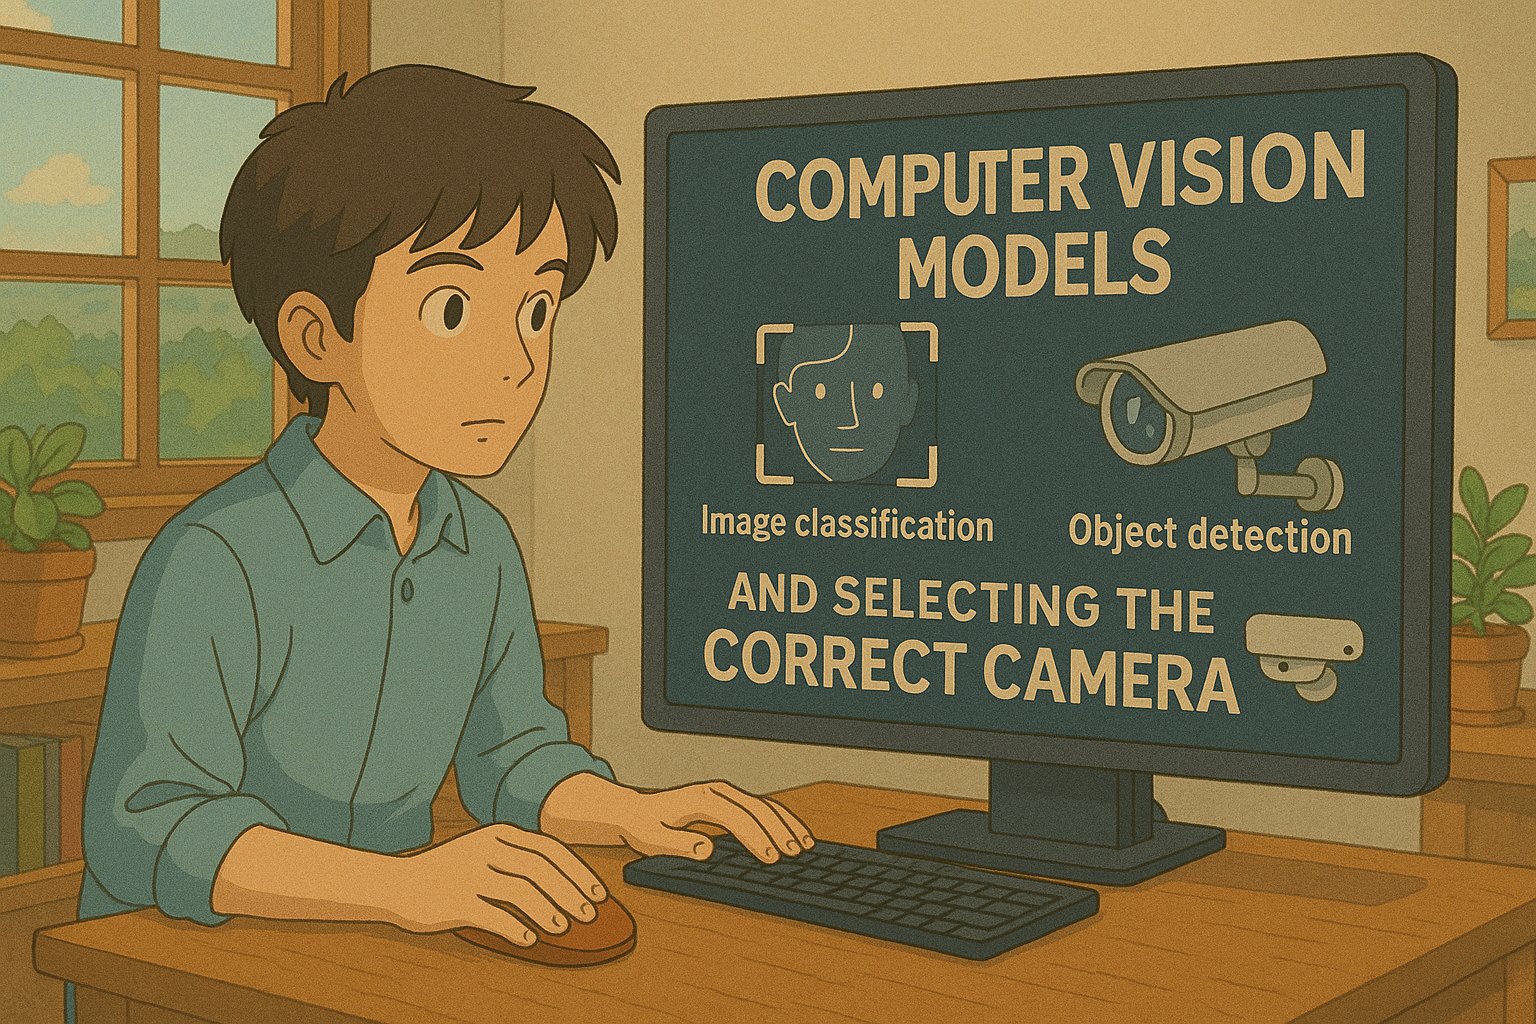 COMPUTER VISION
MODELS
Image classification
Object detection
AND SELECTING THE
CORRECT CAMERA